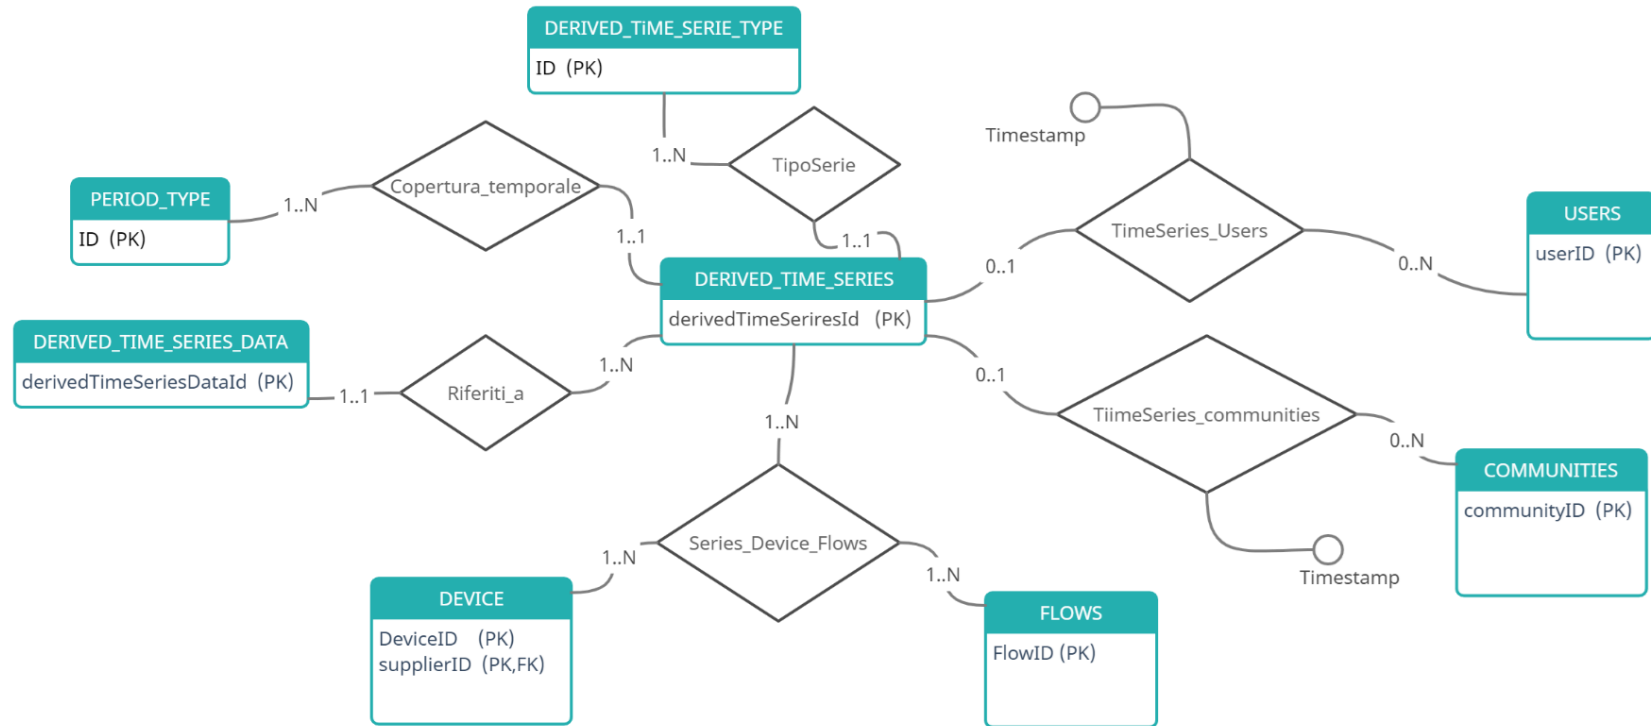 DERIVED_TiME_SERIE_TYPE
ID (PK)
1..N
TipoSerie
1..1
Timestamp
TimeSeries_Users
0..1
0..N
USERS
userID (PK)
PERIOD_TYPE
ID (PK)
1..N
Copertura_temporale
1..1
DERIVED_TIME_SERIES
derivedTimeSeriresId (PK)
DERIVED_TIME_SERIES_DATA
derivedTimeSeriesDataId (PK)
1..1
Riferiti_a
1..N
0..1
TiimeSeries_communities
0..N
COMMUNITIES
communityID (PK)
Timestamp
1..N
Series_Device_Flows
1..N
1..N
DEVICE
DeviceID (PK)
supplierID (PK,FK)
FLOWS
FlowID (PK)